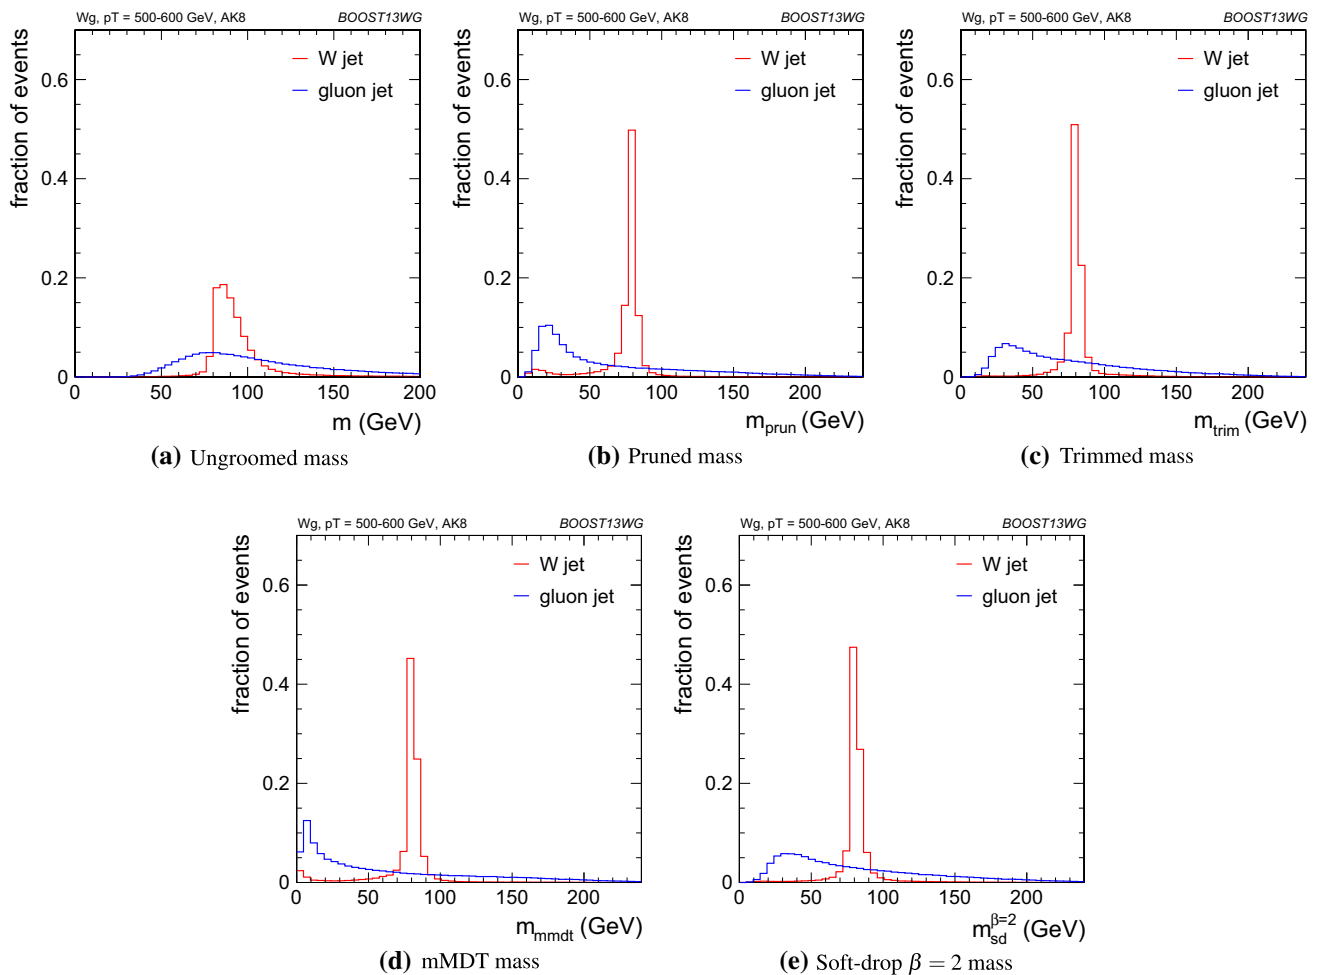 Wg, pT = 500-600 GeV, AK8 BOOST13WG
fraction of events
0.6
0.4
0.2
0
W jet
gluon jet
0 50 100 150 200
m (GeV)
(a) Ungroomed mass
Wg, pT = 500-600 GeV, AK8 BOOST13WG
fraction of events
0.6
0.4
0.2
0
W jet
gluon jet
0 50 100 150 200
m_prun (GeV)
(b) Pruned mass
Wg, pT = 500-600 GeV, AK8 BOOST13WG
fraction of events
0.6
0.4
0.2
0
W jet
gluon jet
0 50 100 150 200
m_trim (GeV)
(c) Trimmed mass
Wg, pT = 500-600 GeV, AK8 BOOST13WG
fraction of events
0.6
0.4
0.2
0
W jet
gluon jet
0 50 100 150 200
m_mmdt (GeV)
(d) mMDT mass
Wg, pT = 500-600 GeV, AK8 BOOST13WG
fraction of events
0.6
0.4
0.2
0
W jet
gluon jet
0 50 100 150 200
m_sd^β=2 (GeV)
(e) Soft-drop β = 2 mass